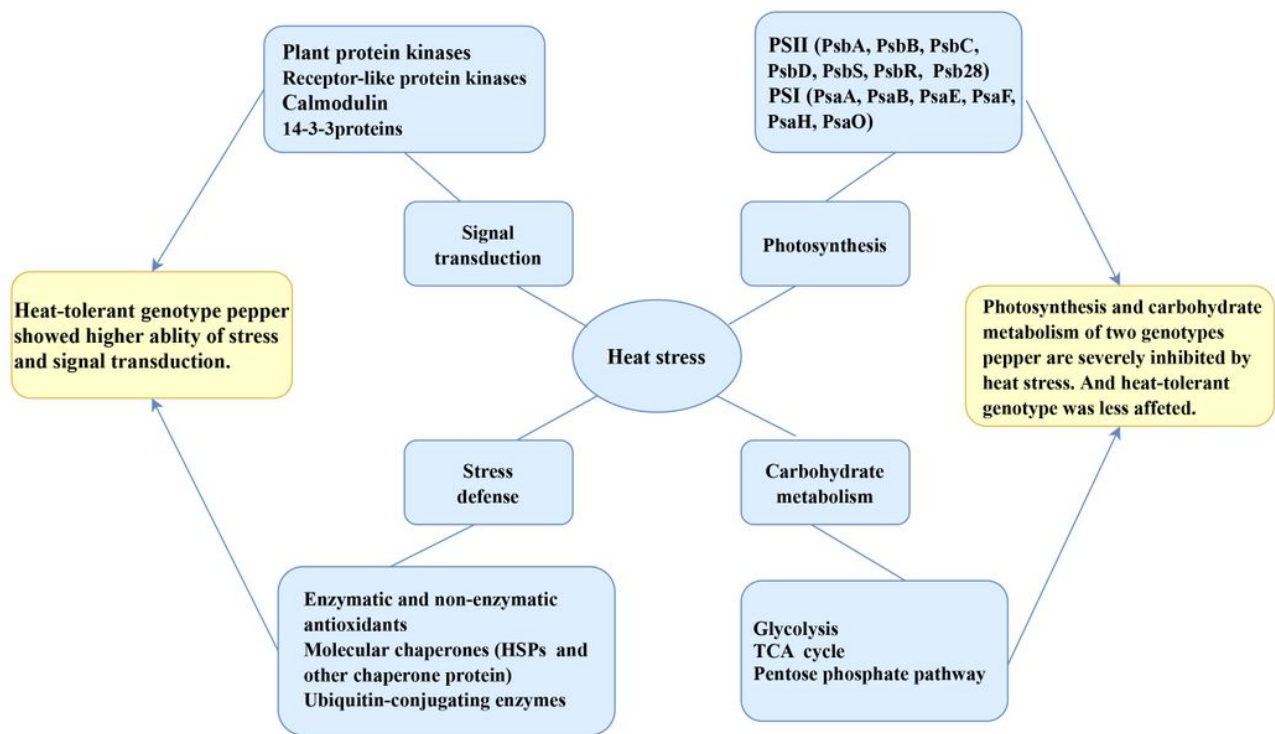 Plant protein kinases
Receptor-like protein kinases
Calmodulin
14-3-3proteins
PSII (PsbA, PsbB, PsbC,
PsbD, PsbS, PsbR, Psb28)
PSI (PsaA, PsaB, PsaE, PsaF,
PsaH, PsaO)
Signal
transduction
Photosynthesis
Heat-tolerant genotype pepper
showed higher ablity of stress
and signal transduction.
Heat stress
Photosynthesis and carbohydrate
metabolism of two genotypes
pepper are severely inhibited by
heat stress. And heat-tolerant
genotype was less affeted.
Stress
defense
Carbohydrate
metabolism
Enzymatic and non-enzymatic
antioxidants
Molecular chaperones (HSPs and
other chaperone protein)
Ubiquitin-conjugating enzymes
Glycolysis
TCA cycle
Pentose phosphate pathway